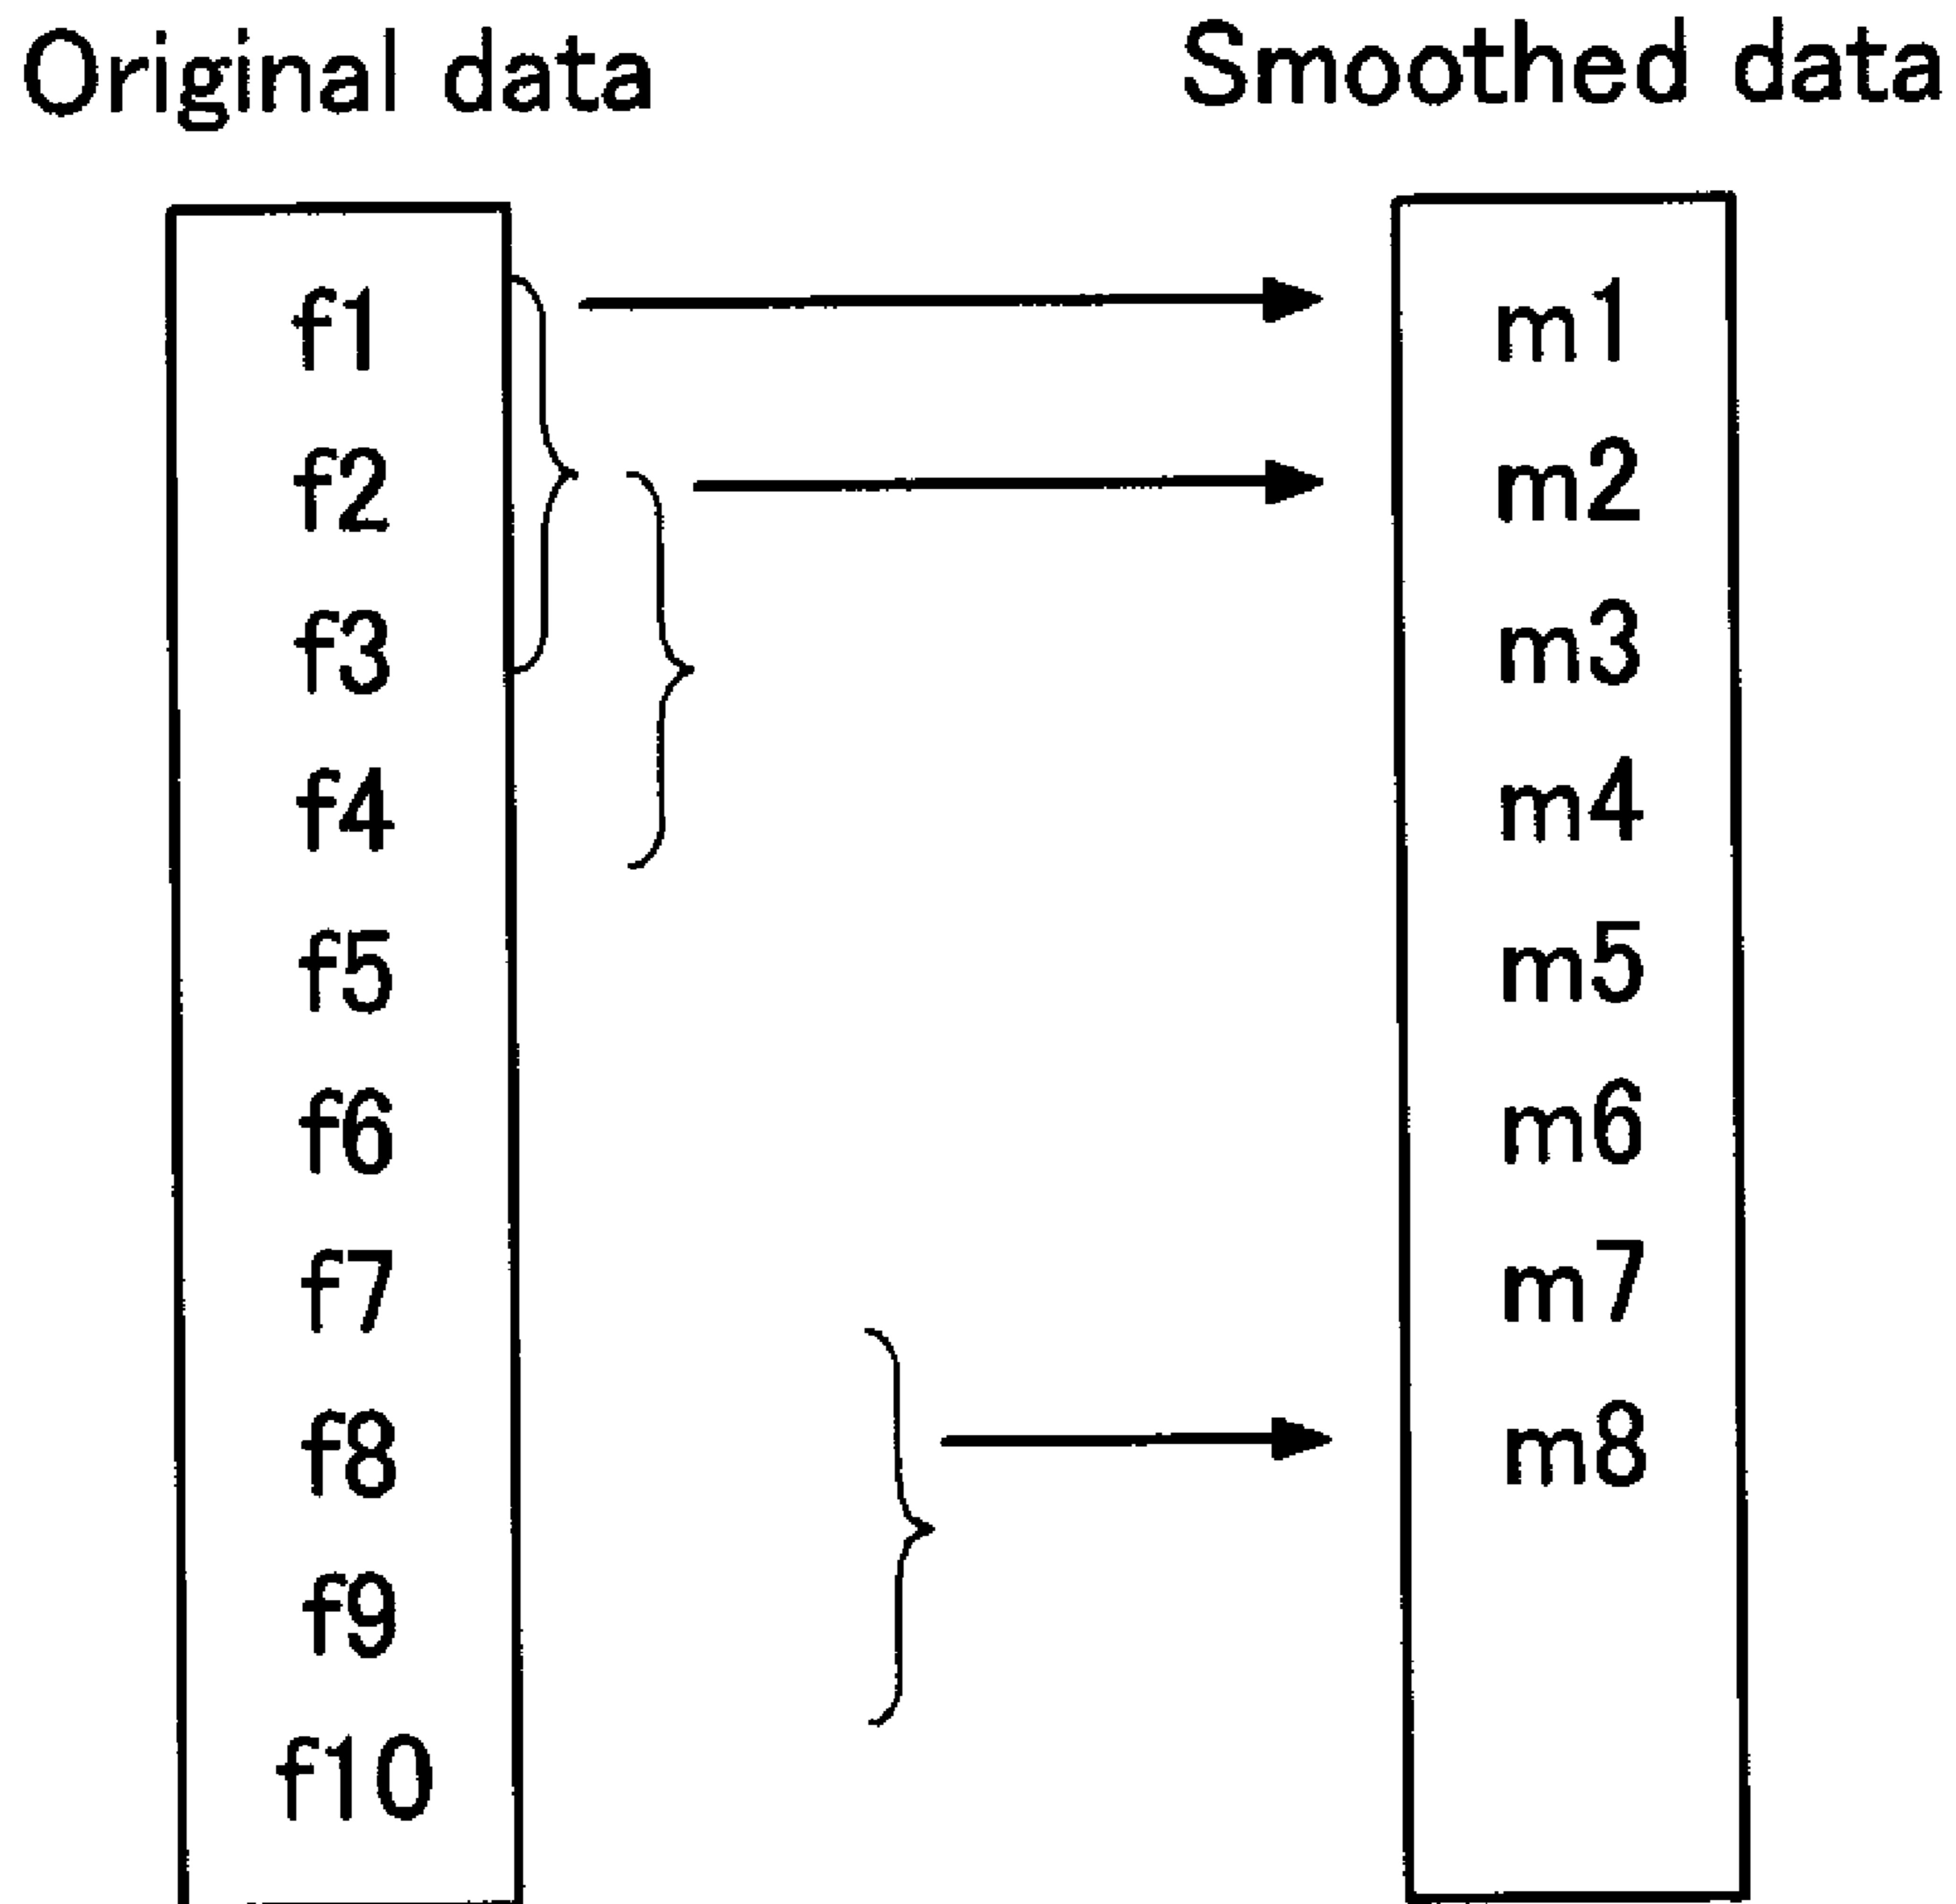 Original data Smoothed data
f1 m1
f2 m2
f3 m3
f4 m4
f5 m5
f6 m6
f7 m7
f8 m8
f9
f10